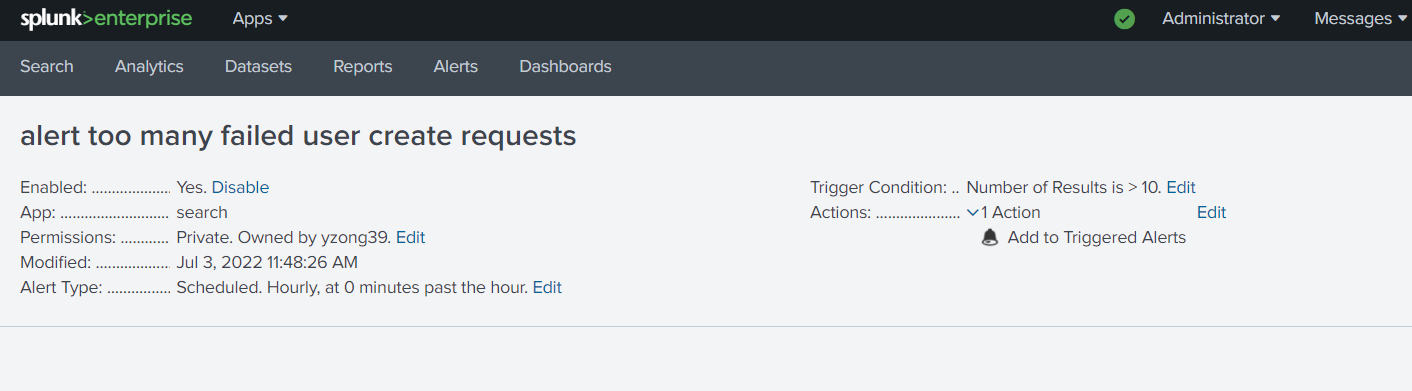 splunk>enterprise Apps Administrator Messages
Search Analytics Datasets Reports Alerts Dashboards
alert too many failed user create requests
Enabled: ................... Yes. Disable
App: ........................... search
Permissions: ............ Private. Owned by yzong39. Edit
Modified: .................. Jul 3, 2022 11:48:26 AM
Alert Type: ................ Scheduled. Hourly, at 0 minutes past the hour. Edit
Trigger Condition: .. Number of Results is > 10. Edit
Actions: ..................... 1 Action Edit
Add to Triggered Alerts